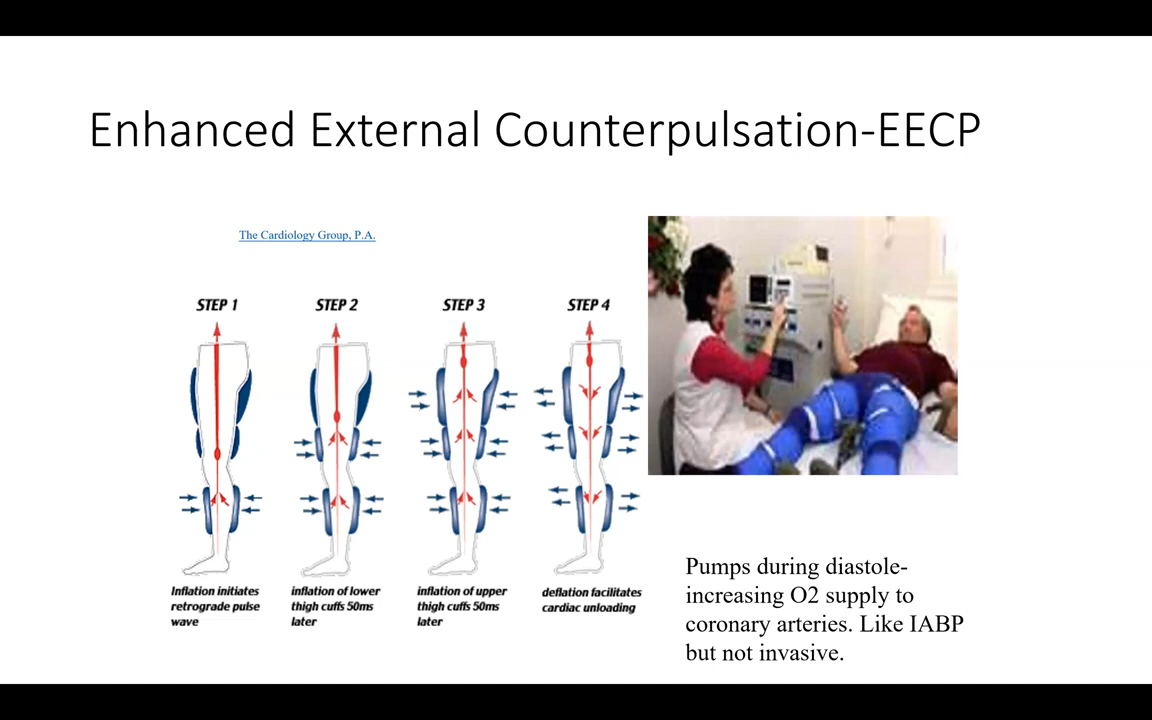 Enhanced External Counterpulsation-EECP
The Cardiology Group, P.A.
STEP 1
Inflation initiates
retrograde pulse
wave
STEP 2
inflation of lower
thigh cuffs 50ms
later
STEP 3
inflation of upper
thigh cuffs 50ms
later
STEP 4
deflation facilitates
cardiac unloading
Pumps during diastole-
increasing O2 supply to
coronary arteries. Like IABP
but not invasive.